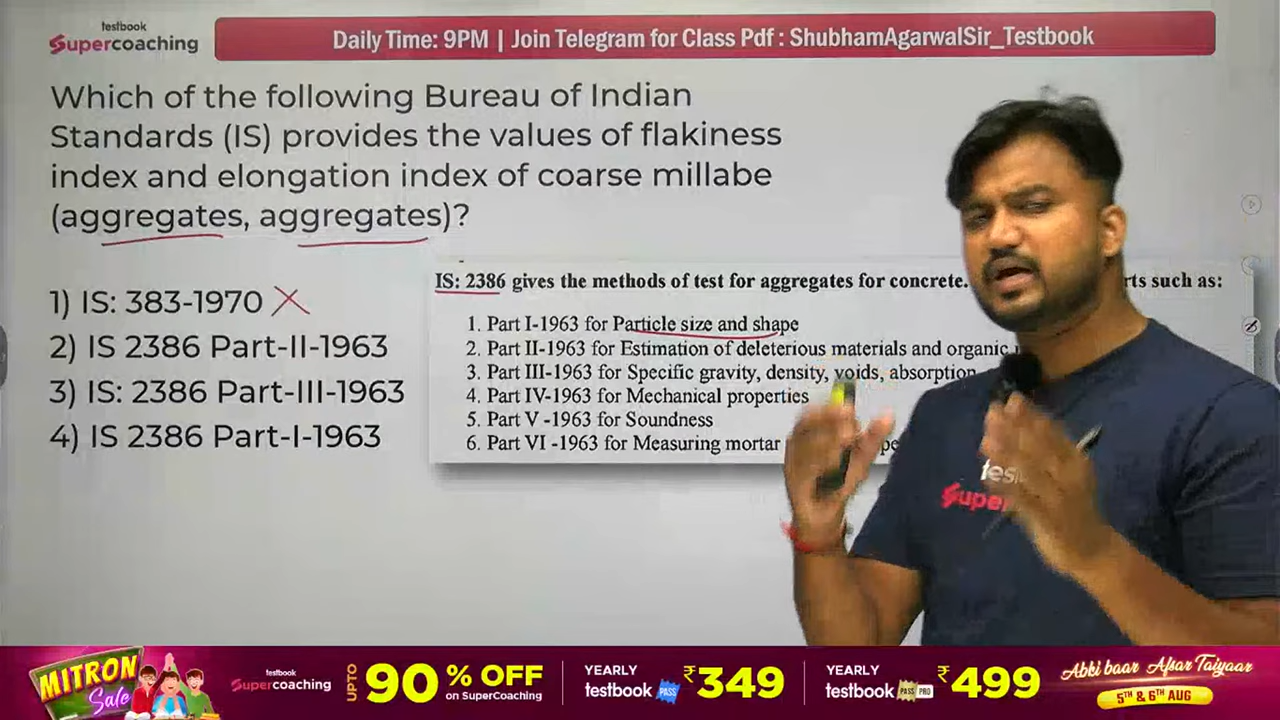 testbook
Supercoaching
Daily Time: 9PM | Join Telegram for Class Pdf : ShubhamAgarwalSir_Testbook
Which of the following Bureau of Indian
Standards (IS) provides the values of flakiness
index and elongation index of coarse millabe
(aggregates, aggregates)?
1) IS: 383-1970
2) IS 2386 Part-II-1963
3) IS: 2386 Part-III-1963
4) IS 2386 Part-I-1963
IS: 2386 gives the methods of test for aggregates for concrete. such as:
1. Part I-1963 for Particle size and shape
2. Part II-1963 for Estimation of deleterious materials and organic
3. Part III-1963 for Specific gravity, density, voids, absorption
4. Part IV-1963 for Mechanical properties
5. Part V -1963 for Soundness
6. Part VI -1963 for Measuring mortar
MITRON
Sale
testbook
Supercoaching
UPTO 90 % OFF
on SuperCoaching
YEARLY
testbook PASS
₹349
YEARLY
testbook PASS PRO
₹499
Abki baar Afsar Taiyaar
5TH & 6TH AUG